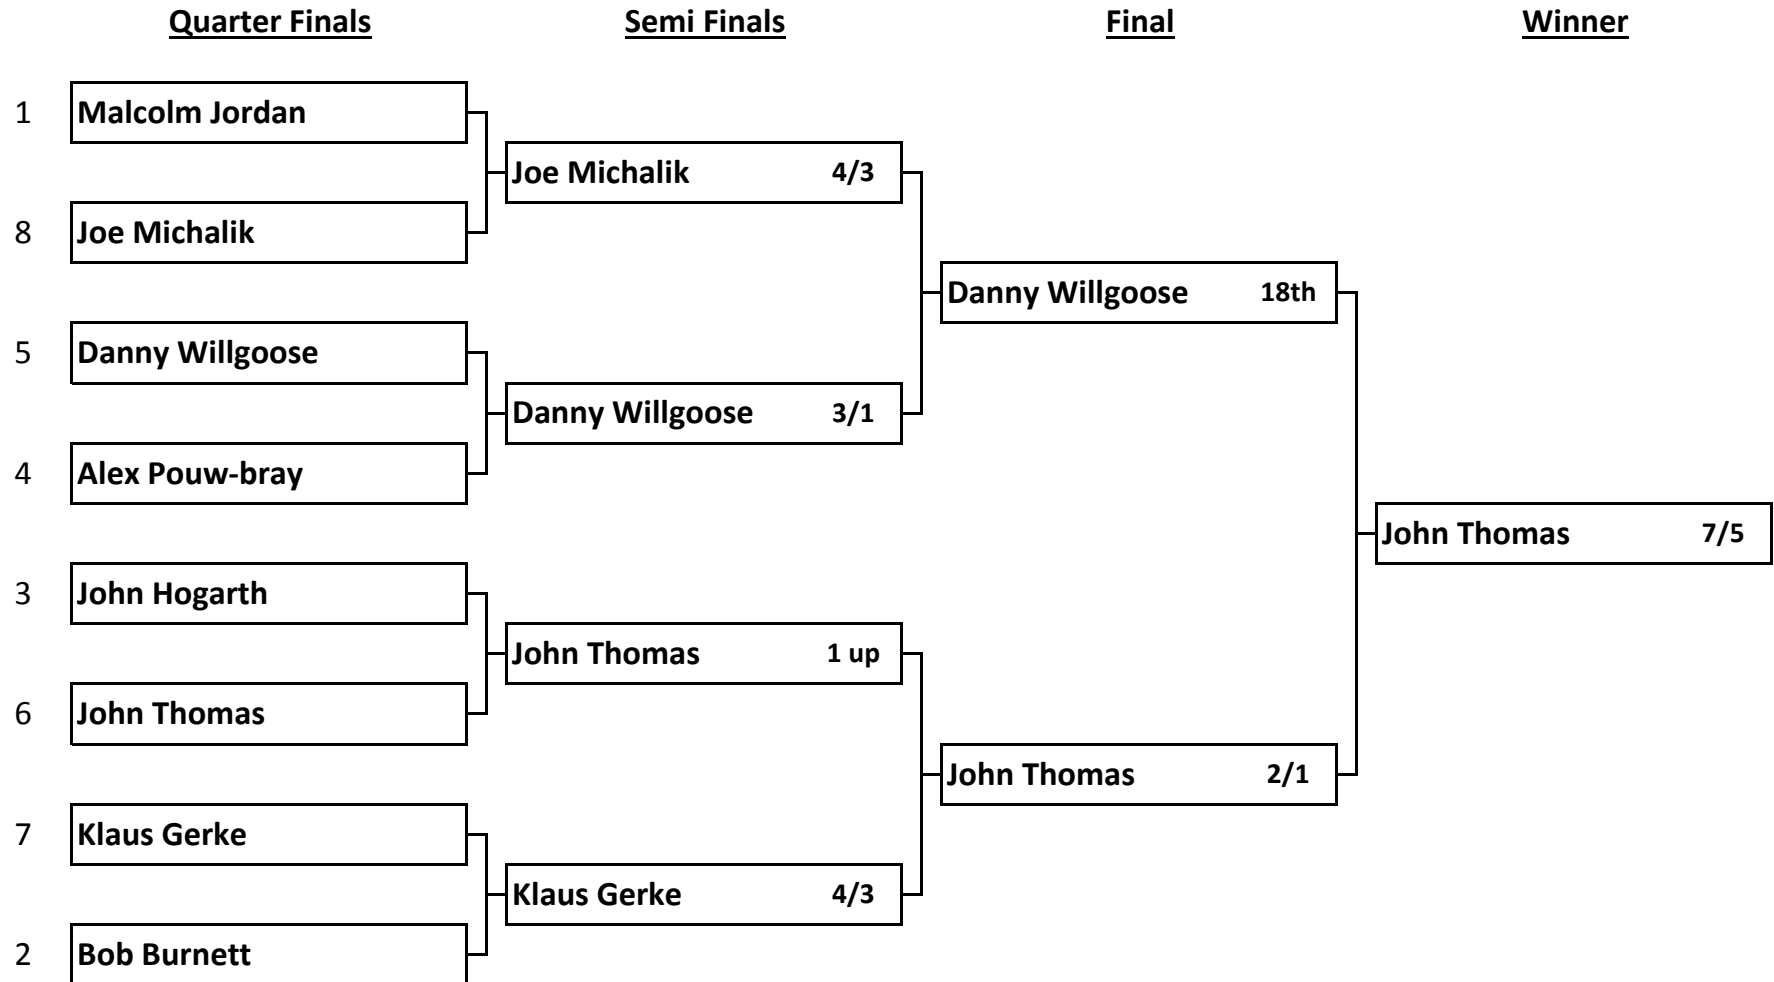 Quarter Finals Semi Finals Final Winner
1 Malcolm Jordan
Joe Michalik 4/3
8 Joe Michalik
Danny Willgoose 18th
5 Danny Willgoose
Danny Willgoose 3/1
4 Alex Pouw-bray
John Thomas 7/5
3 John Hogarth
John Thomas 1 up
6 John Thomas
John Thomas 2/1
7 Klaus Gerke
Klaus Gerke 4/3
2 Bob Burnett